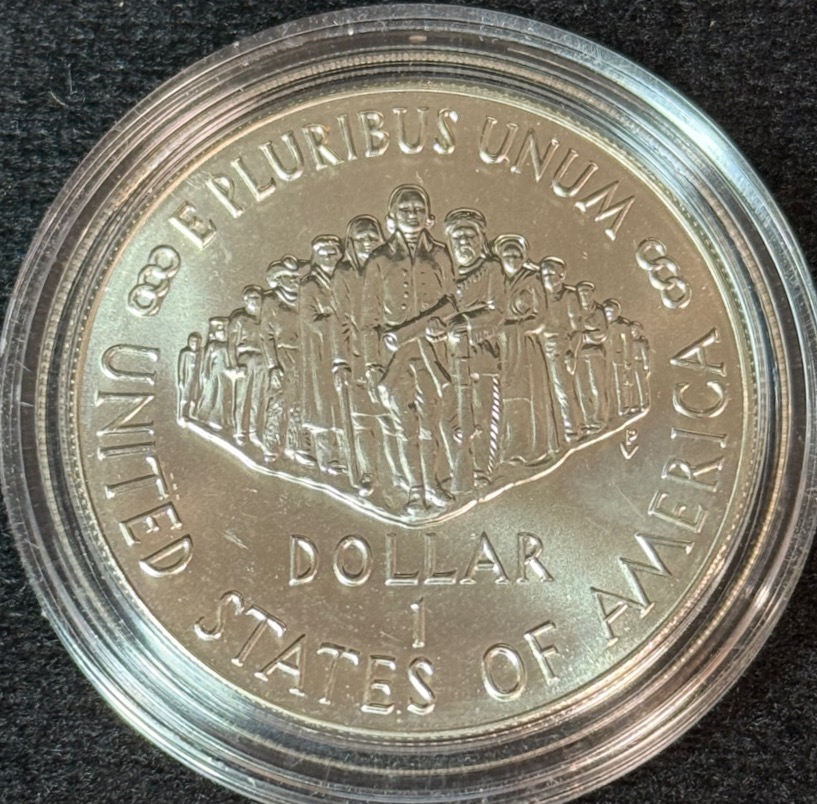 E PLURIBUS UNUM
DOLLAR
1
UNITED STATES OF AMERICA